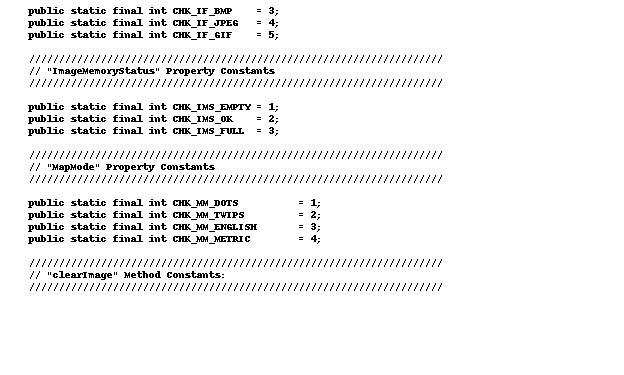 public static final int CHK_IF_BMP    = 3;
public static final int CHK_IF_JPEG   = 4;
public static final int CHK_IF_GIF    = 5;
/////////////////////////////////////////////////////////////////////
// "ImageMemoryStatus" Property Constants
/////////////////////////////////////////////////////////////////////
public static final int CHK_IMS_EMPTY = 1;
public static final int CHK_IMS_OK    = 2;
public static final int CHK_IMS_FULL  = 3;
/////////////////////////////////////////////////////////////////////
// "MapMode" Property Constants
/////////////////////////////////////////////////////////////////////
public static final int CHK_MM_DOTS          = 1;
public static final int CHK_MM_TWIPS         = 2;
public static final int CHK_MM_ENGLISH       = 3;
public static final int CHK_MM_METRIC        = 4;
/////////////////////////////////////////////////////////////////////
// "clearImage" Method Constants:
/////////////////////////////////////////////////////////////////////